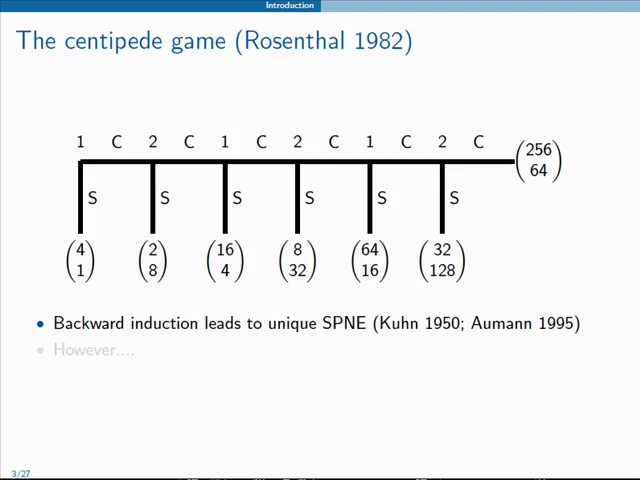 Introduction
The centipede game (Rosenthal 1982)
1 C 2 C 1 C 2 C 1 C 2 C
256
64
S S S S S S
4 2 16 8 64 32
1 8 4 32 16 128
• Backward induction leads to unique SPNE (Kuhn 1950; Aumann 1995)
• However....
3/27